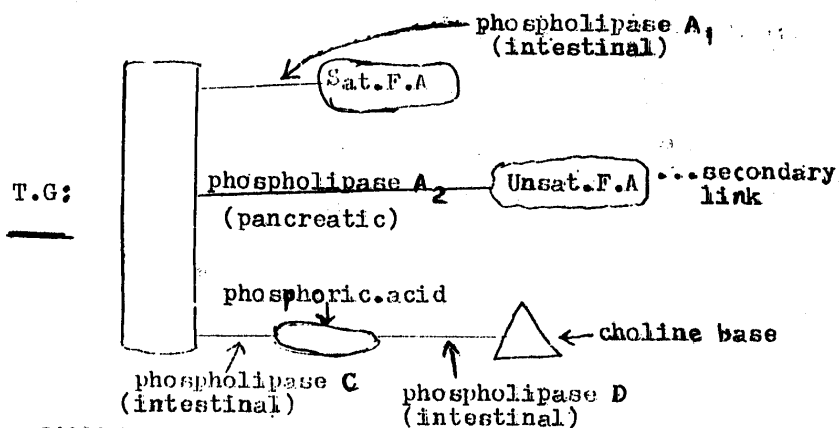 phospholipase A1
(intestinal)
Sat.F.A
T.G:
phospholipase A2
(pancreatic)
Unsat.F.A
...secondary
link
phosphoric.acid
choline base
phospholipase C
(intestinal)
phospholipase D
(intestinal)